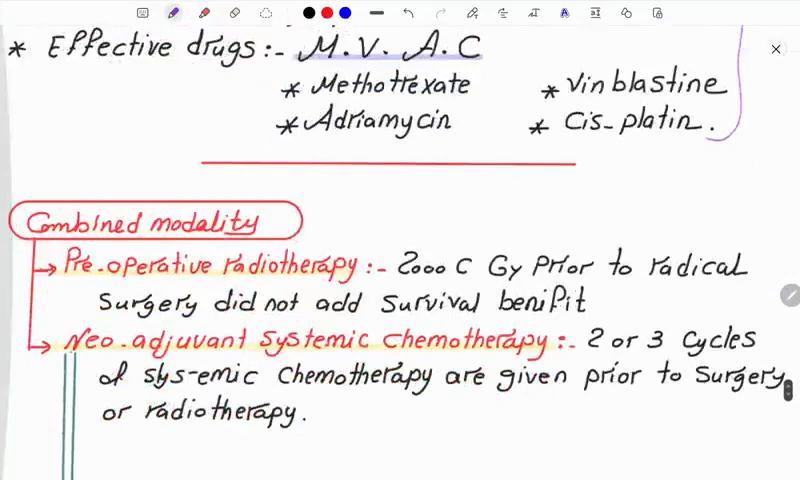 * Effective drugs :- M.V. A.C
* Methotrexate * Vinblastine
* Adriamycin * Cis-platin.
Combined modality
→ Pre-operative radiotherapy :- 2000 C Gy Prior to radical
Surgery did not add survival benifit
→ Neo-adjuvant systemic chemotherapy :- 2 or 3 Cycles
of sys-emic chemotherapy are given prior to Surgery
or radiotherapy.